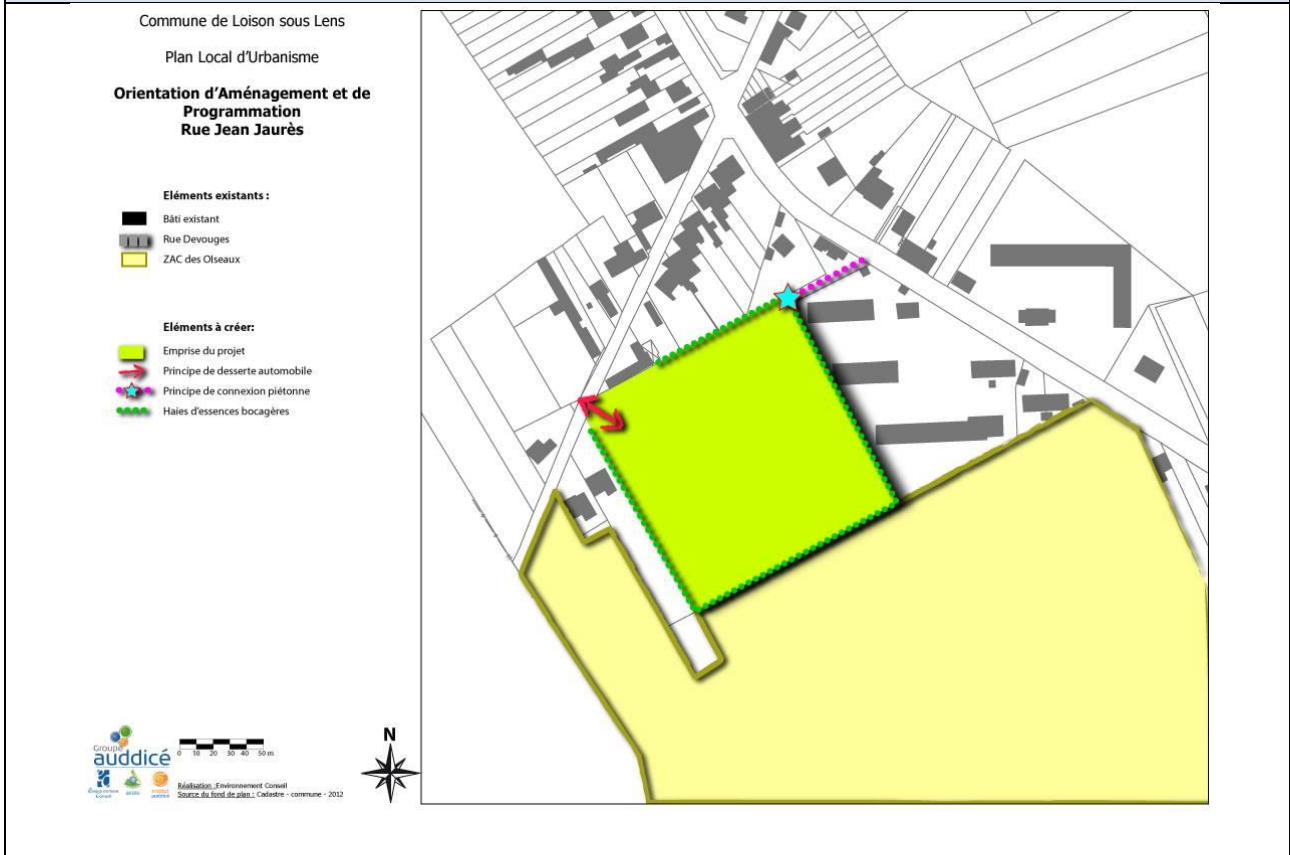 Commune de Loison sous Lens
Plan Local d'Urbanisme
Orientation d'Aménagement et de
Programmation
Rue Jean Jaurès
Eléments existants :
Bâti existant
Rue Devouges
ZAC des OIseaux
Eléments à créer:
Emprise du projet
Principe de desserte automobile
Principe de connexion piétonne
Haies d'essences bocagères
Groupe
auddicé
0 10 20 30 40 50 m
Réalisation : Environnement Conseil
Source du fond de plan : Cadastre - commune - 2012
N